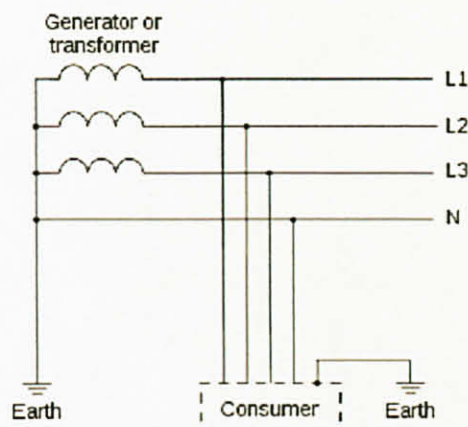 Generator or
transformer
L1
L2
L3
N
Earth
Consumer
Earth